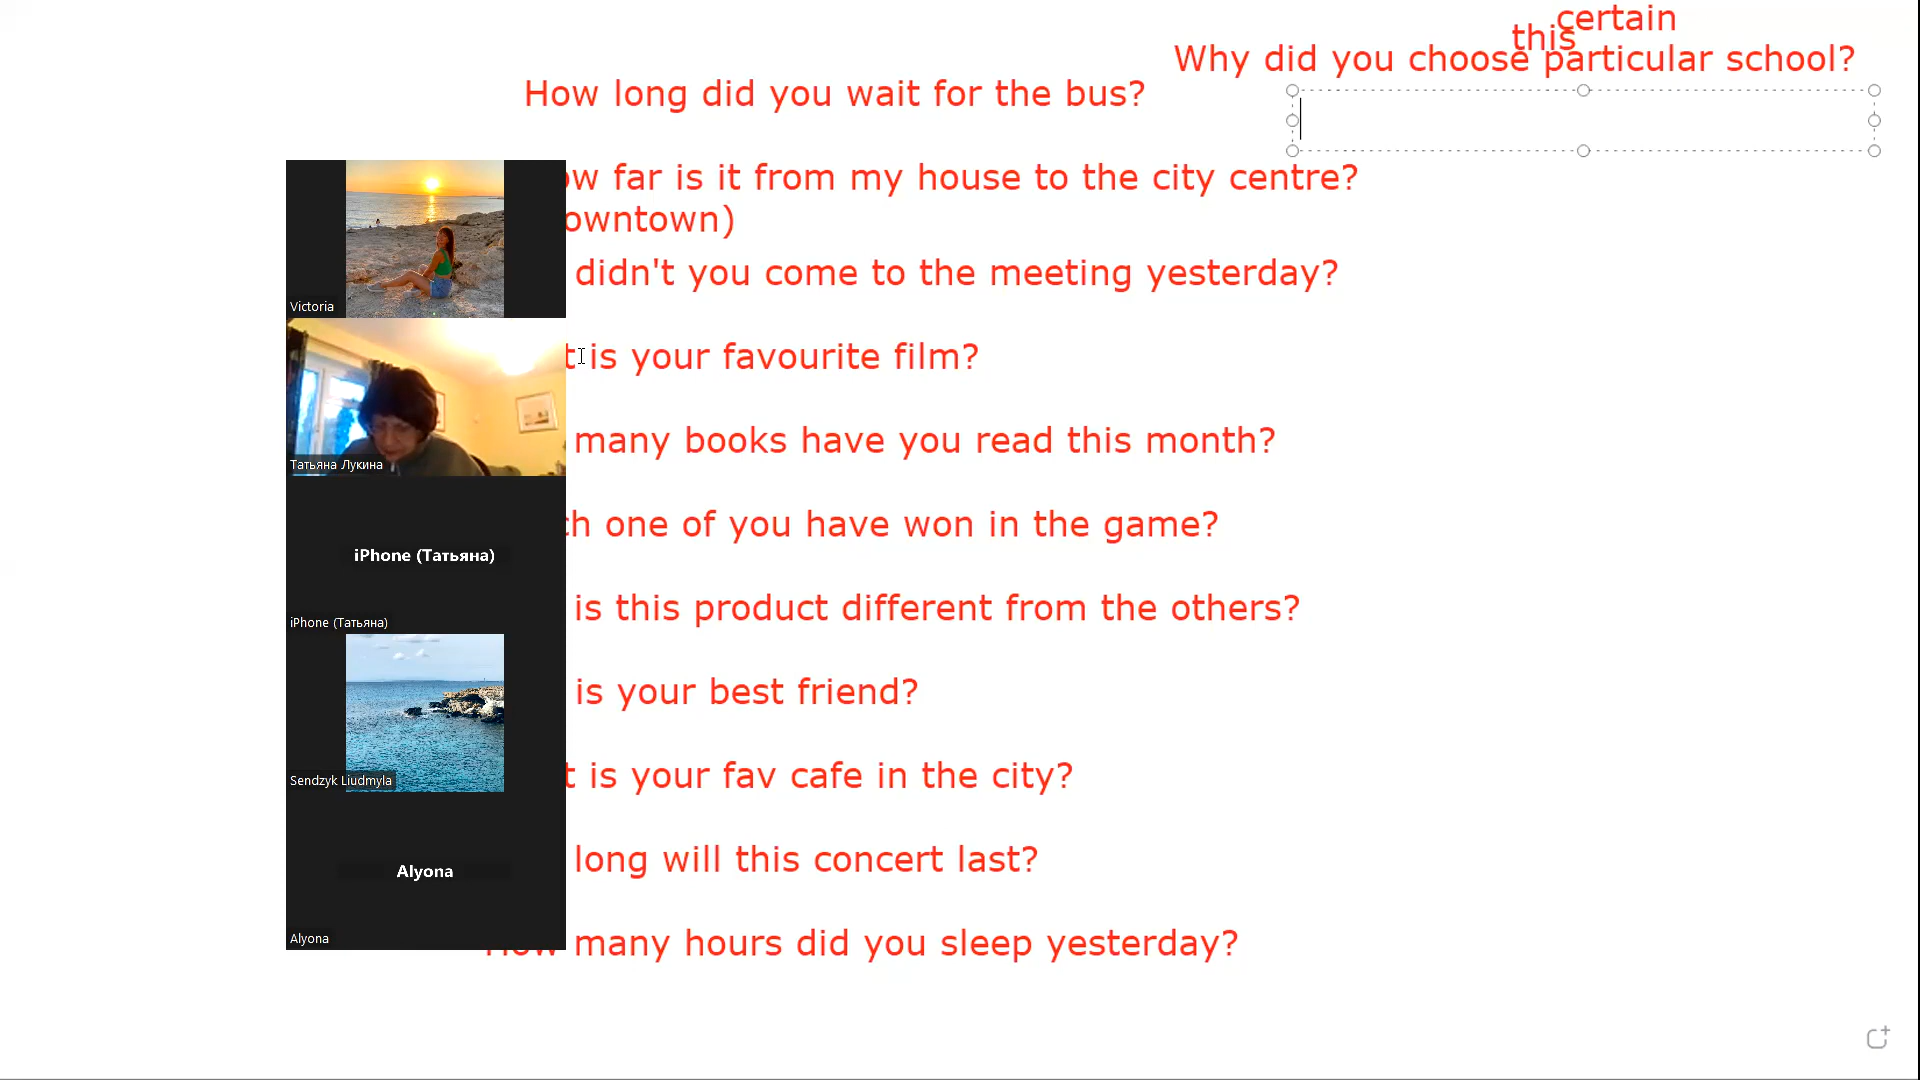 certain
this
Why did you choose particular school?
How long did you wait for the bus?
far is it from my house to the city centre?
didn't you come to the meeting yesterday?
Victoria
is your favourite film?
many books have you read this month?
Татьяна Лукина
one of you have won in the game?
iPhone (Татьяна)
is this product different from the others?
iPhone (Татьяна)
is your best friend?
is your fav cafe in the city?
Sendzyk Liudmyla
long will this concert last?
Alyona
Alyona
How many hours did you sleep yesterday?